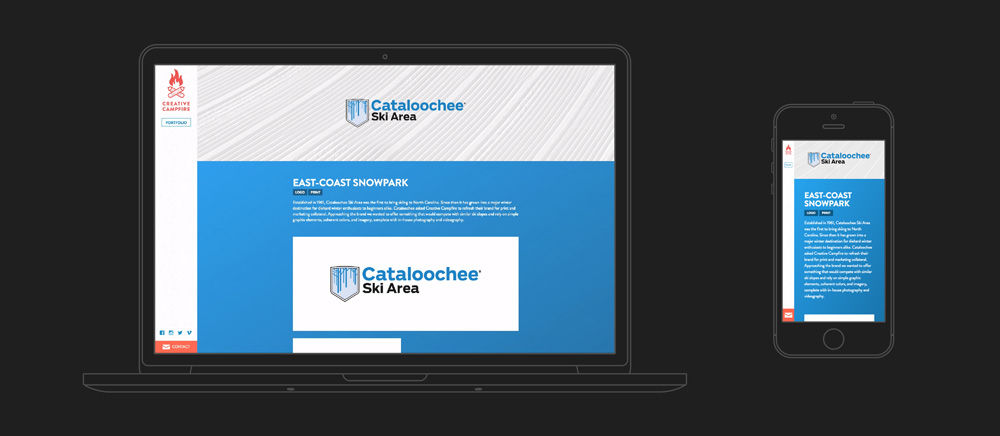 CREATIVE
CAMPFIRE
PORTFOLIO
Cataloochee
Ski Area
EAST-COAST SNOWPARK
LOGO PRINT
Established in 1961, Cataloochee Ski Area was the first to bring skiing to North Carolina. Since then it has grown into a major winter
destination for diehard winter enthusiasts to beginners alike. Cataloochee asked Creative Campfire to refresh their brand for print and
marketing collateral. Approaching the brand we wanted to offer something that would compete with similar ski slopes and rely on simple
graphic elements, coherent colors, and imagery, complete with in-house photography and videography.
Cataloochee
Ski Area
CONTACT
Cataloochee
Ski Area
EAST-COAST
SNOWPARK
LOGO PRINT
Established in 1961, Cataloochee Ski Area
was the first to bring skiing to North
Carolina. Since then it has grown into a
major winter destination for diehard winter
enthusiasts to beginners alike. Cataloochee
asked Creative Campfire to refresh their
brand for print and marketing collateral.
Approaching the brand we wanted to offer
something that would compete with similar
ski slopes and rely on simple graphic
elements, coherent colors, and imagery,
complete with in-house photography and
videography.